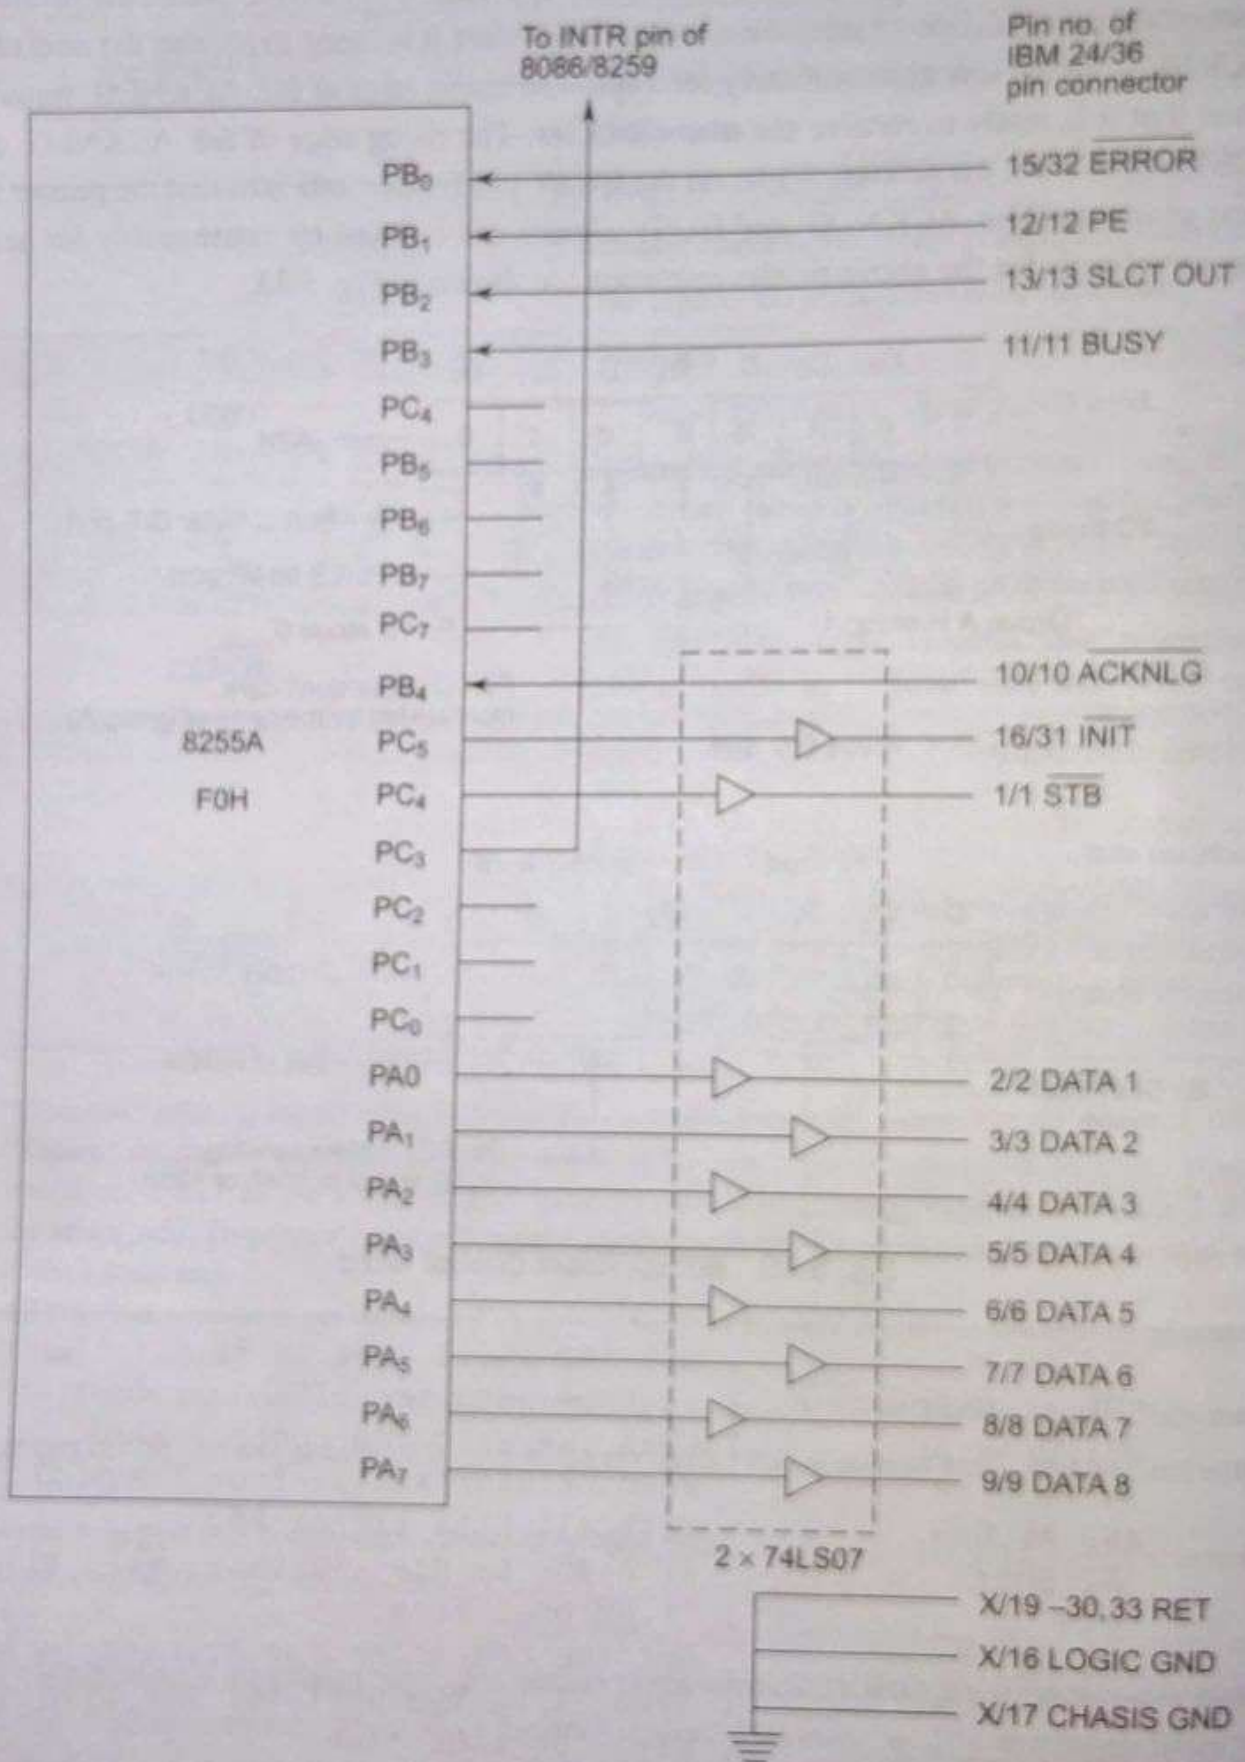 To INTR pin of
8086/8259
Pin no. of
IBM 24/36
pin connector
PB₀
15/32 E̅R̅R̅O̅R̅
PB₁
12/12 PE
PB₂
13/13 SLCT OUT
PB₃
11/11 BUSY
PC₄
PB₅
PB₆
PB₇
PC₇
PB₄
10/10 A̅C̅K̅N̅L̅G̅
8255A
PC₅
16/31 I̅N̅I̅T̅
F0H
PC₄
1/1 S̅T̅B̅
PC₃
PC₂
PC₁
PC₀
PA0
2/2 DATA 1
PA₁
3/3 DATA 2
PA₂
4/4 DATA 3
PA₃
5/5 DATA 4
PA₄
6/6 DATA 5
PA₅
7/7 DATA 6
PA₆
8/8 DATA 7
PA₇
9/9 DATA 8
2 × 74LS07
X/19 –30,33 RET
X/16 LOGIC GND
X/17 CHASIS GND